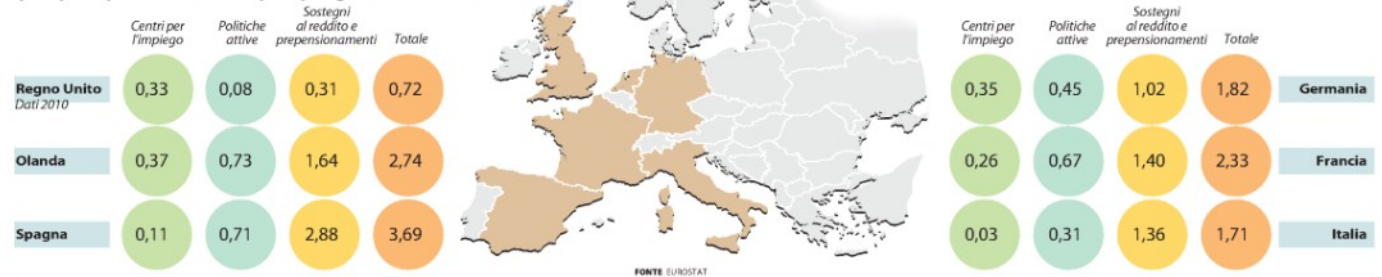 Centri per
l'impiego
Politiche
attive
Sostegni
al reddito e
prepensionamenti
Totale
Regno Unito
Dati 2010
0,33 0,08 0,31 0,72
Olanda 0,37 0,73 1,64 2,74
Spagna 0,11 0,71 2,88 3,69
Centri per
l'impiego
Politiche
attive
Sostegni
al reddito e
prepensionamenti
Totale
0,35 0,45 1,02 1,82 Germania
0,26 0,67 1,40 2,33 Francia
0,03 0,31 1,36 1,71 Italia
FONTE EUROSTAT